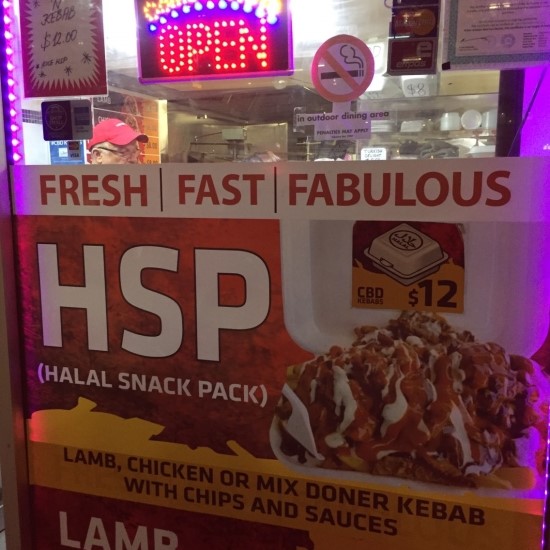 KEBAB
$12.00
OPEN
in outdoor dining area
PENALTIES MAY APPLY
FRESH | FAST | FABULOUS
HSP
(HALAL SNACK PACK)
CBD
KEBABS
$12
LAMB, CHICKEN OR MIX DONER KEBAB
WITH CHIPS AND SAUCES
LAMB